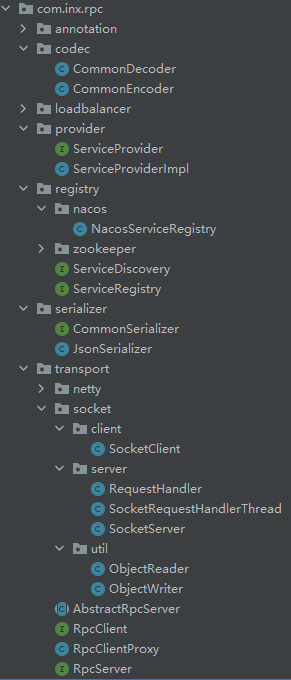 com.inx.rpc
annotation
codec
CommonDecoder
CommonEncoder
loadbalancer
provider
ServiceProvider
ServiceProviderImpl
registry
nacos
NacosServiceRegistry
zookeeper
ServiceDiscovery
ServiceRegistry
serializer
CommonSerializer
JsonSerializer
transport
netty
socket
client
SocketClient
server
RequestHandler
SocketRequestHandlerThread
SocketServer
util
ObjectReader
ObjectWriter
AbstractRpcServer
RpcClient
RpcClientProxy
RpcServer